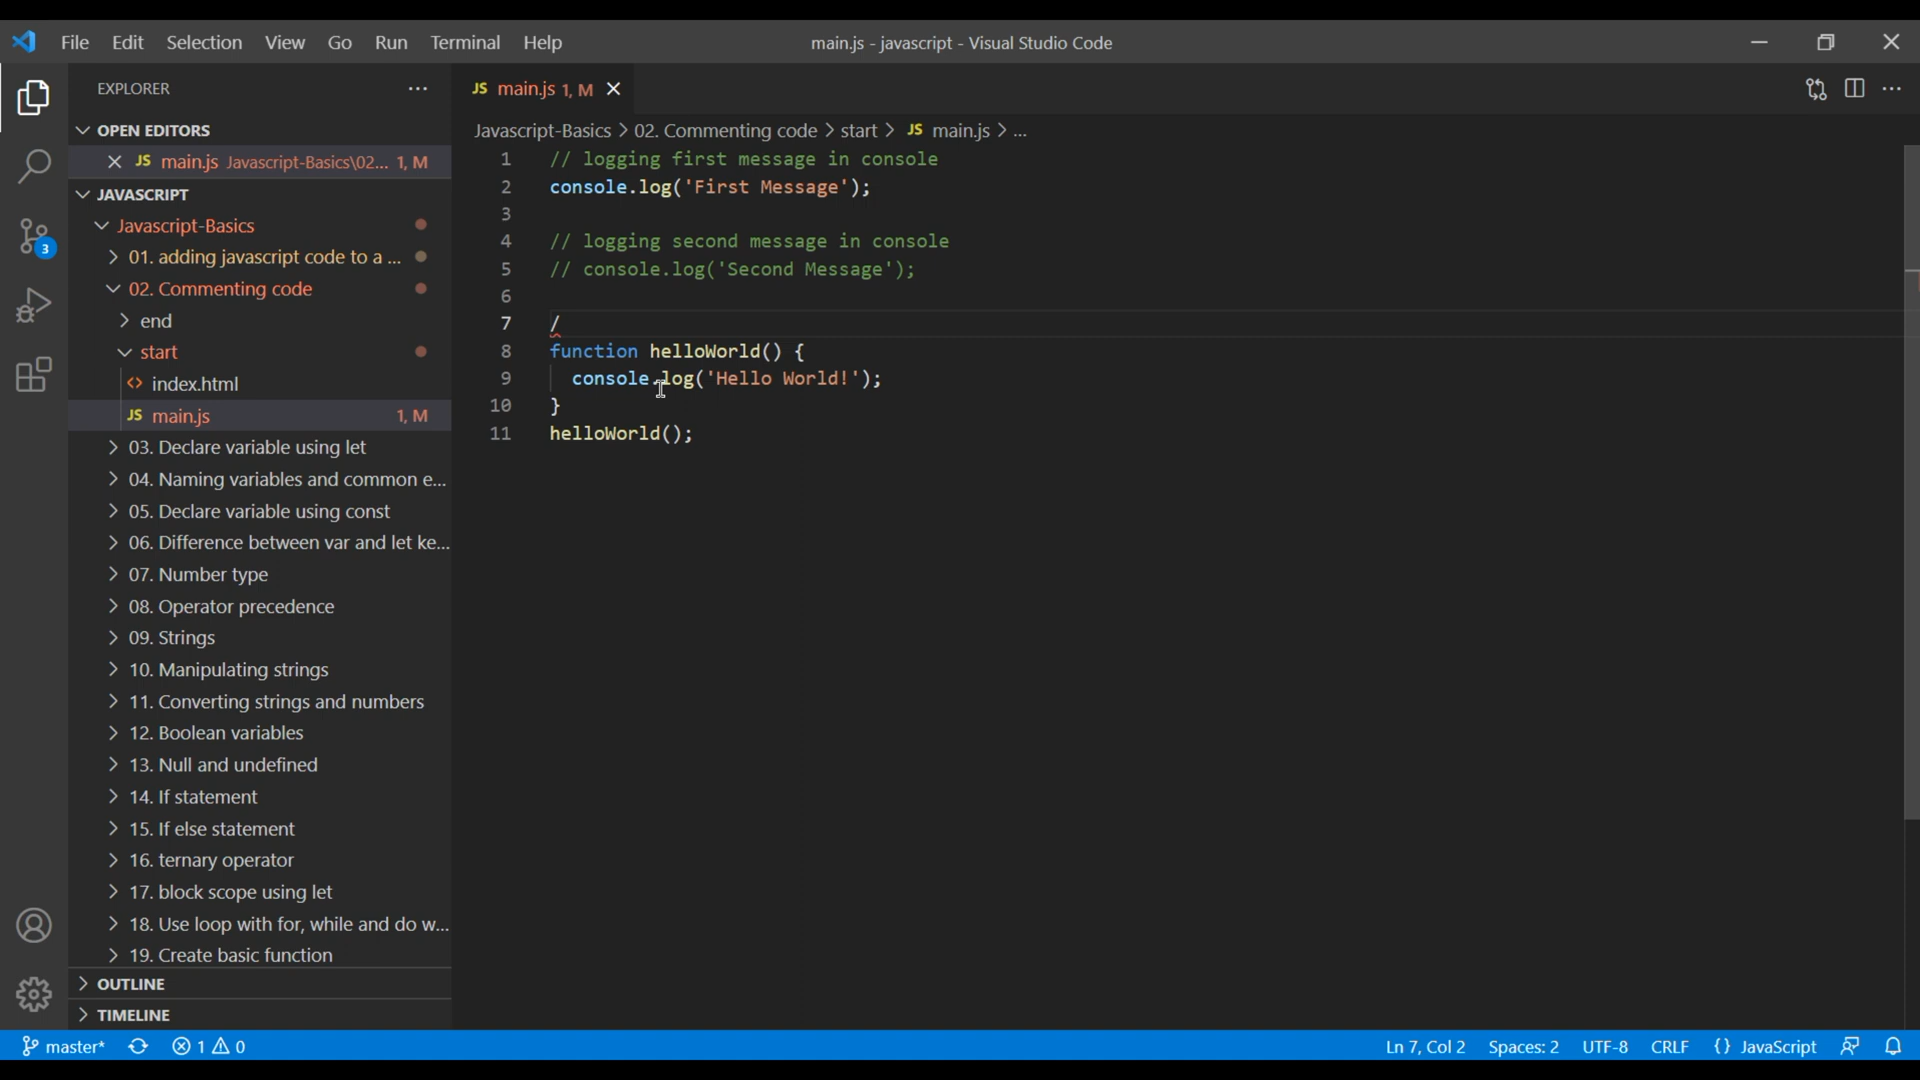 File Edit Selection View Go Run Terminal Help main.js - javascript - Visual Studio Code
EXPLORER ...
OPEN EDITORS
JS main.js Javascript-Basics\02... 1, M
JAVASCRIPT
Javascript-Basics
01. adding javascript code to a ...
02. Commenting code
end
start
<> index.html
JS main.js 1, M
03. Declare variable using let
04. Naming variables and common e...
05. Declare variable using const
06. Difference between var and let ke...
07. Number type
08. Operator precedence
09. Strings
10. Manipulating strings
11. Converting strings and numbers
12. Boolean variables
13. Null and undefined
14. If statement
15. If else statement
16. ternary operator
17. block scope using let
18. Use loop with for, while and do w...
19. Create basic function
OUTLINE
TIMELINE
3
JS main.js 1, M
Javascript-Basics > 02. Commenting code > start > JS main.js > ...
1 // logging first message in console
2 console.log('First Message');
3
4 // logging second message in console
5 // console.log('Second Message');
6
7 /
8 function helloWorld() {
9 console.log('Hello World!');
10 }
11 helloWorld();
master* 1 0 Ln 7, Col 2 Spaces: 2 UTF-8 CRLF {} JavaScript